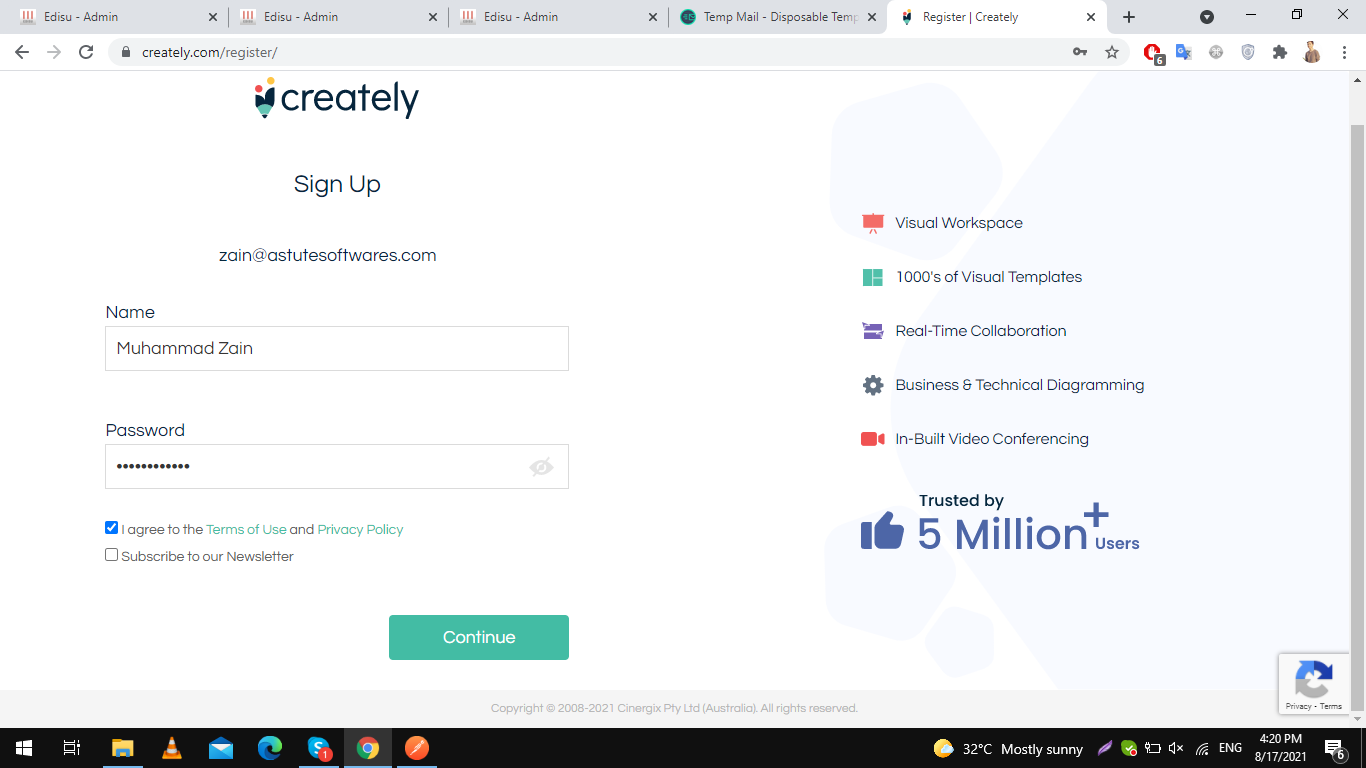 Edisu - Admin
Edisu - Admin
Edisu - Admin
Temp Mail - Disposable Temp
Register | Creately
creately.com/register/
6
creately
Sign Up
zain@astutesoftwares.com
Name
Muhammad Zain
Password
••••••••••••
I agree to the Terms of Use and Privacy Policy
Subscribe to our Newsletter
Continue
Visual Workspace
1000's of Visual Templates
Real-Time Collaboration
Business & Technical Diagramming
In-Built Video Conferencing
Trusted by
5 Million+
Users
Privacy - Terms
Copyright © 2008-2021 Cinergix Pty Ltd (Australia). All rights reserved.
1
32°C Mostly sunny
ENG
4:20 PM
8/17/2021
6